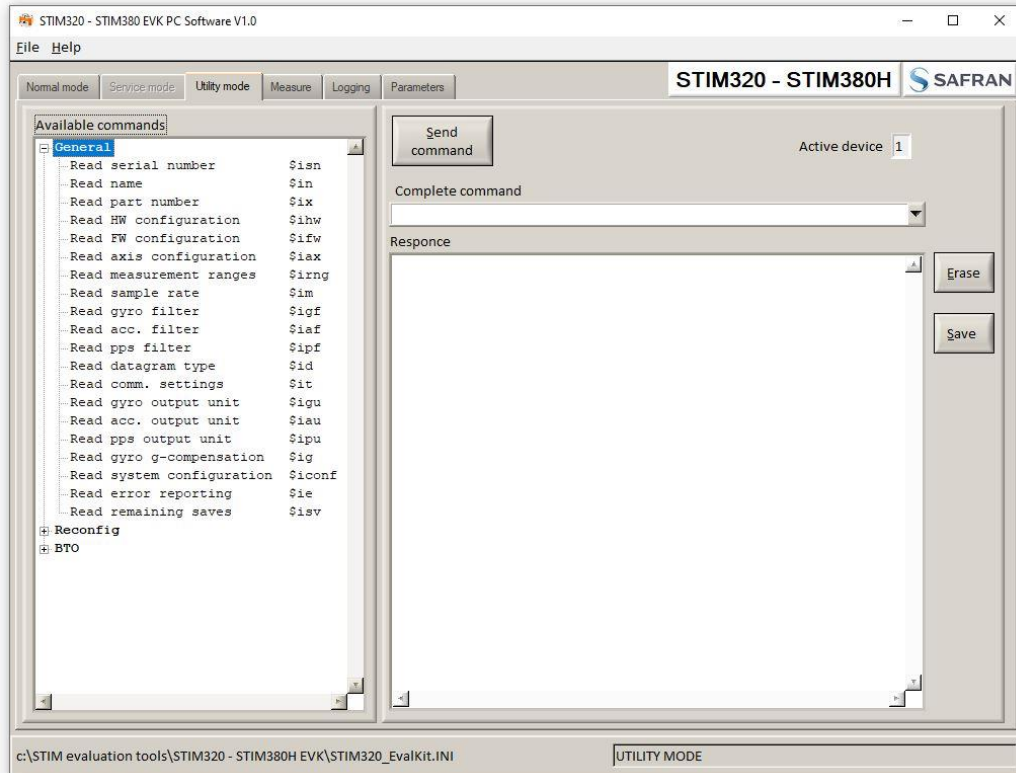 STIM320 - STIM380 EVK PC Software V1.0
File Help
Normal mode Service mode Utility mode Measure Logging Parameters
STIM320 - STIM380H SAFRAN
Available commands
General
Read serial number $isn
Read name $in
Read part number $ix
Read HW configuration $ihw
Read FW configuration $ifw
Read axis configuration $iax
Read measurement ranges $irng
Read sample rate $im
Read gyro filter $igf
Read acc. filter $iaf
Read pps filter $ipf
Read datagram type $id
Read comm. settings $it
Read gyro output unit $igu
Read acc. output unit $iau
Read pps output unit $ipu
Read gyro g-compensation $ig
Read system configuration $iconf
Read error reporting $ie
Read remaining saves $isv
Reconfig
BTO
Send
command
Active device 1
Complete command
Responce
Erase
Save
c:\STIM evaluation tools\STIM320 - STIM380H EVK\STIM320_EvalKit.INI
UTILITY MODE